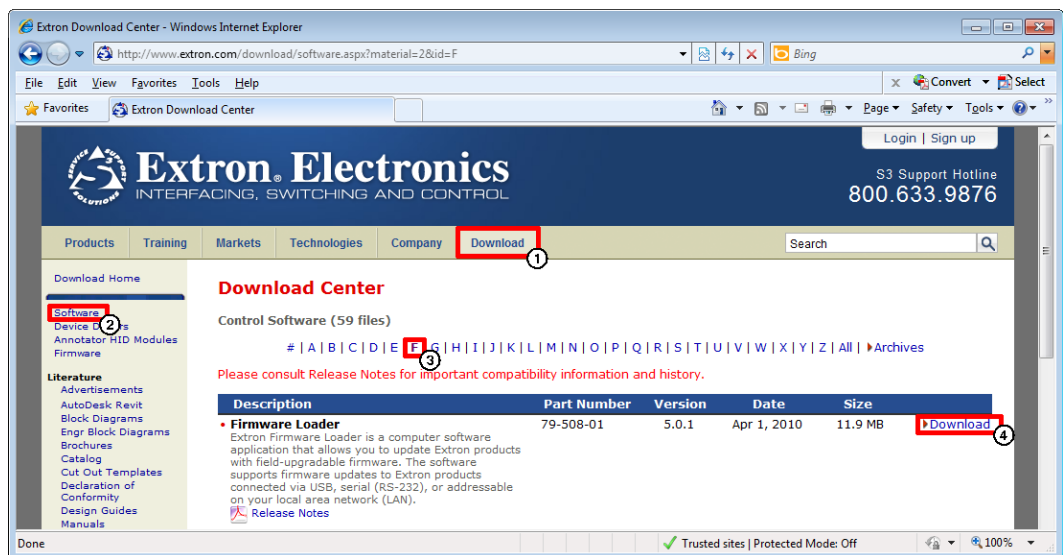 Extron Download Center - Windows Internet Explorer
http://www.extron.com/download/software.aspx?material=2&id=F
Bing
File Edit View Favorites Tools Help
x Convert Select
Favorites Extron Download Center
Page Safety Tools
Login | Sign up
SERVICE SUPPORT SOLUTIONS
S3
Extron® Electronics
INTERFACING, SWITCHING AND CONTROL
S3 Support Hotline
800.633.9876
Products Training Markets Technologies Company Download Search
1
Download Home
Software
2
Device Drivers
Annotator HID Modules
Firmware
Literature
Advertisements
AutoDesk Revit
Block Diagrams
Engr Block Diagrams
Brochures
Catalog
Cut Out Templates
Declaration of
Conformity
Design Guides
Manuals
Download Center
Control Software (59 files)
# | A | B | C | D | E | F | G | H | I | J | K | L | M | N | O | P | Q | R | S | T | U | V | W | X | Y | Z | All | Archives
3
Please consult Release Notes for important compatibility information and history.
Description Part Number Version Date Size
• Firmware Loader 79-508-01 5.0.1 Apr 1, 2010 11.9 MB Download
4
Extron Firmware Loader is a computer software
application that allows you to update Extron products
with field-upgradable firmware. The software
supports firmware updates to Extron products
connected via USB, serial (RS-232), or addressable
on your local area network (LAN).
Release Notes
Done Trusted sites | Protected Mode: Off 100%